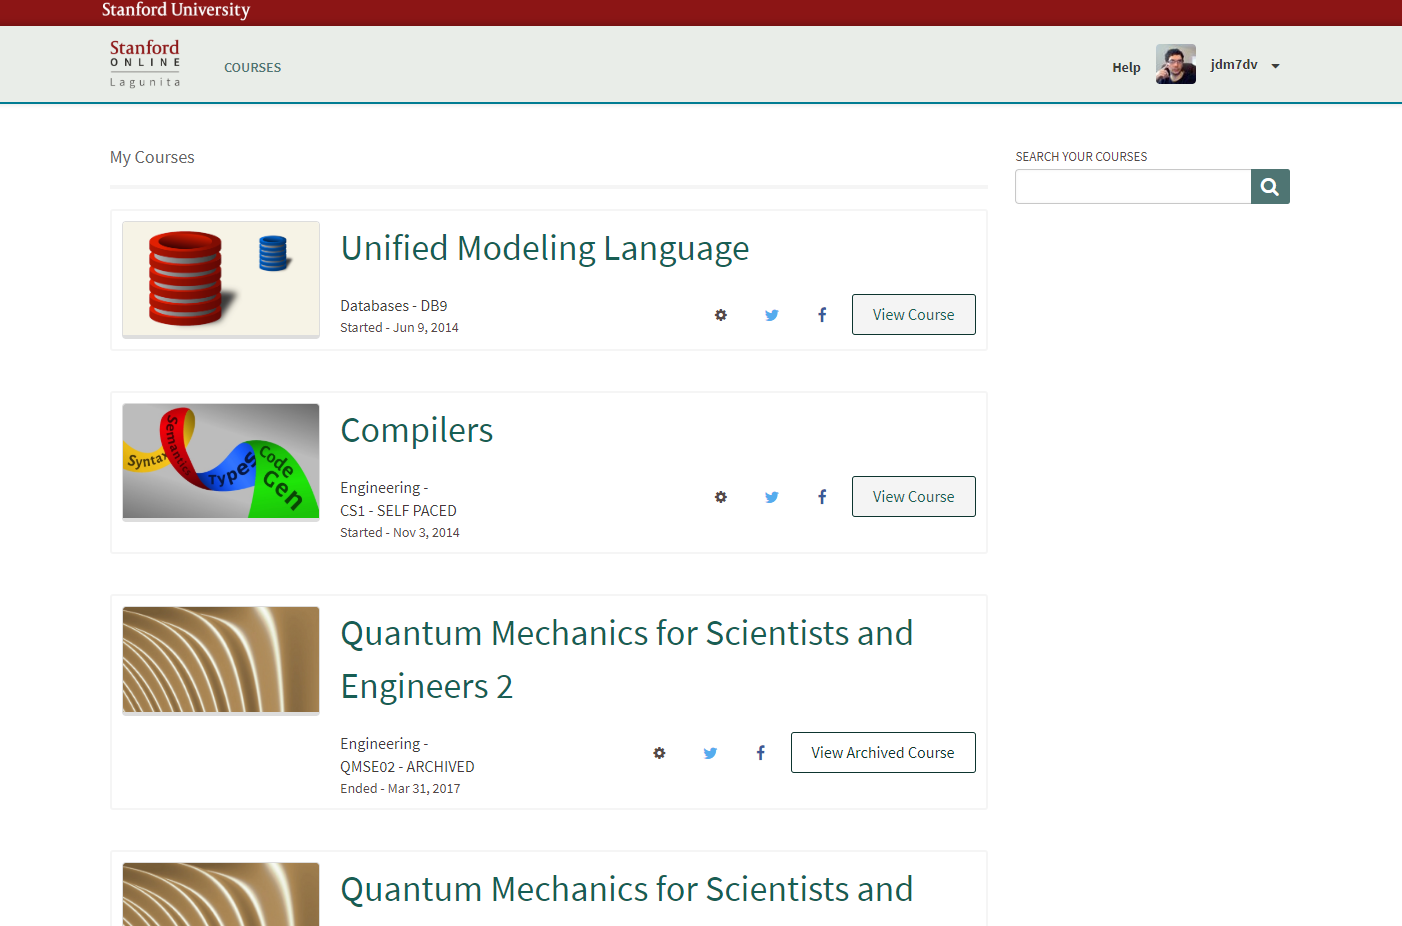 Stanford University
Stanford
ONLINE
Lagunita
COURSES
Help
jdm7dv
My Courses
SEARCH YOUR COURSES
Unified Modeling Language
Databases - DB9
Started - Jun 9, 2014
View Course
Syntax
Semantics
Types
Code
Gen
Compilers
Engineering -
CS1 - SELF PACED
Started - Nov 3, 2014
View Course
Quantum Mechanics for Scientists and
Engineers 2
Engineering -
QMSE02 - ARCHIVED
Ended - Mar 31, 2017
View Archived Course
Quantum Mechanics for Scientists and